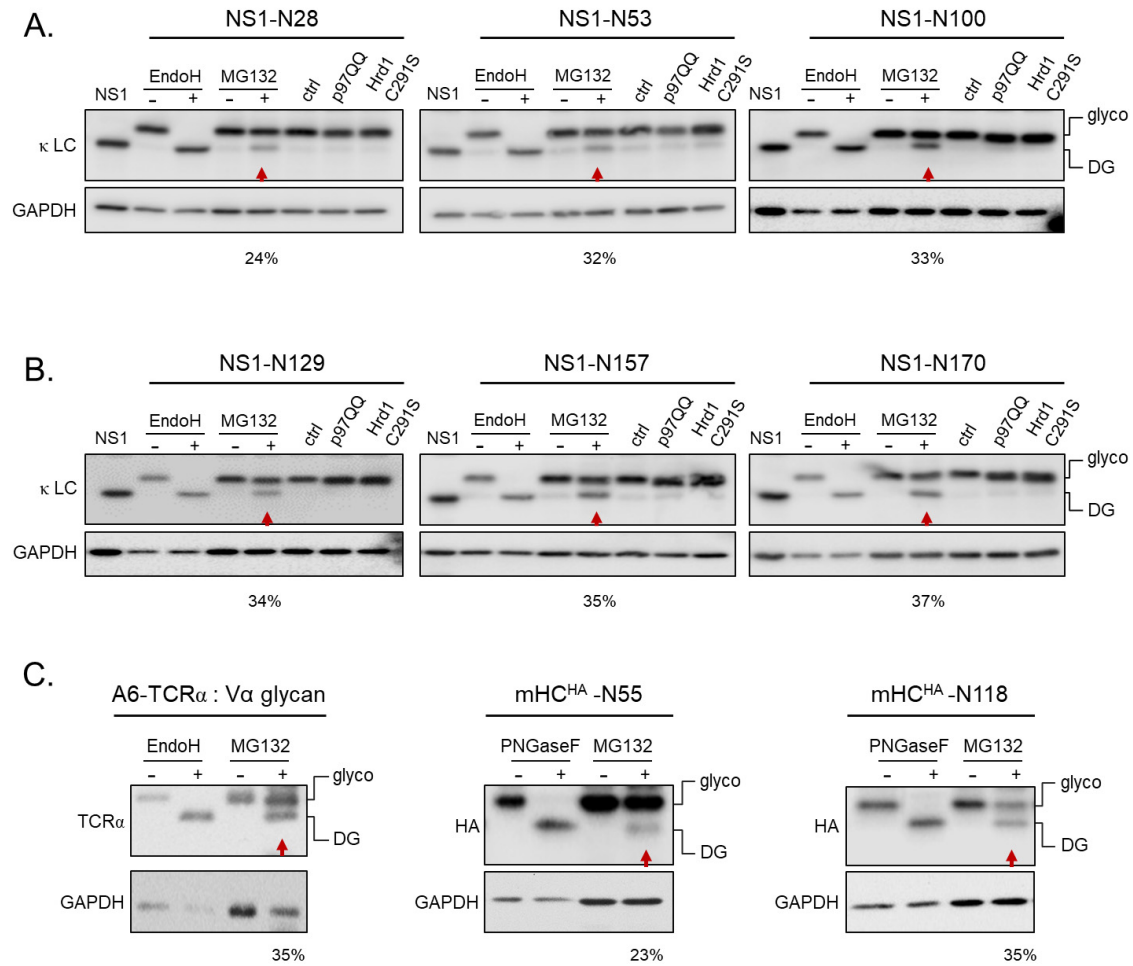 A.
NS1-N28 NS1-N53 NS1-N100
NS1 EndoH - + MG132 - + ctrl p97QQ Hrd1 C291S NS1 EndoH - + MG132 - + ctrl p97QQ Hrd1 C291S NS1 EndoH - + MG132 - + ctrl p97QQ Hrd1 C291S
κ LC glyco
DG
GAPDH
24% 32% 33%
B.
NS1-N129 NS1-N157 NS1-N170
NS1 EndoH - + MG132 - + ctrl p97QQ Hrd1 C291S NS1 EndoH - + MG132 - + ctrl p97QQ Hrd1 C291S NS1 EndoH - + MG132 - + ctrl p97QQ Hrd1 C291S
κ LC glyco
DG
GAPDH
34% 35% 37%
C.
A6-TCRα : Vα glycan mHCᴴᴬ -N55 mHCᴴᴬ -N118
EndoH MG132 PNGaseF MG132 PNGaseF MG132
- + - + - + - + - + - +
glyco glyco glyco
TCRα HA HA
DG DG DG
GAPDH GAPDH GAPDH
35% 23% 35%